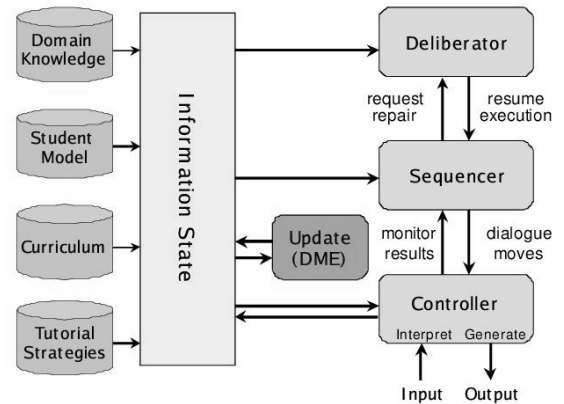 Domain
Knowledge
Student
Model
Curriculum
Tutorial
Strategies
Information State
Deliberator
request
repair
resume
execution
Sequencer
Update
(DME)
monitor
results
dialogue
moves
Controller
Interpret Generate
Input Output